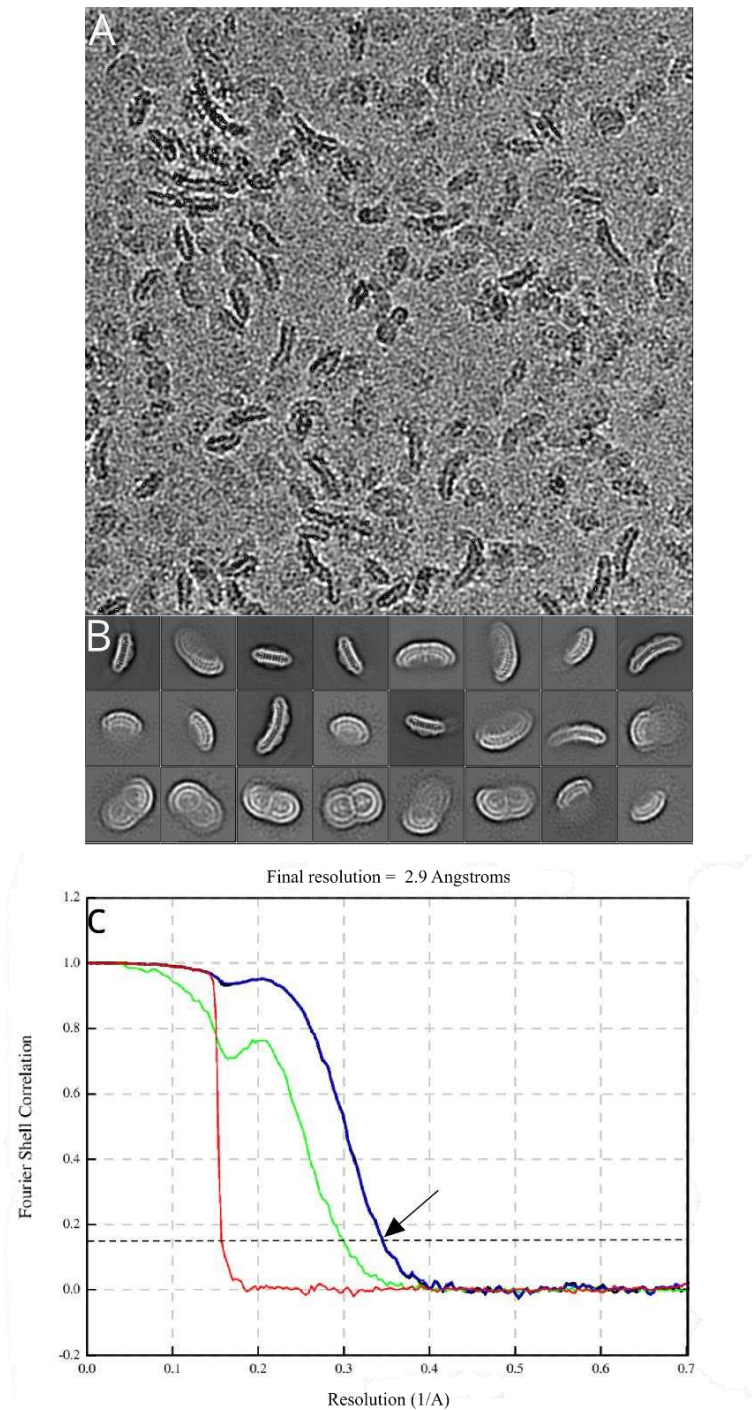 A
B
Final resolution = 2.9 Angstroms
C
1.2
1.0
0.8
0.6
0.4
0.2
0.0
-0.2
Fourier Shell Correlation
0.0 0.1 0.2 0.3 0.4 0.5 0.6 0.7
Resolution (1/A)